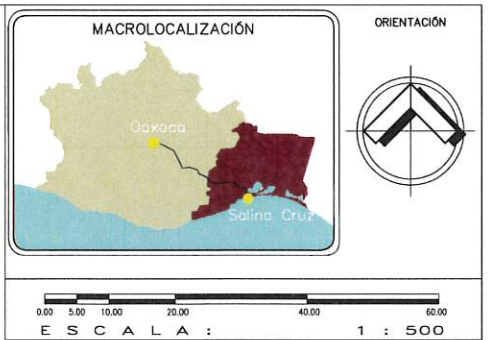 MACROLOCALIZACIÓN
ORIENTACIÓN
Oaxaca
Salina Cruz
0.00 5.00 10.00 20.00 40.00 60.00
ESCALA: 1 : 500